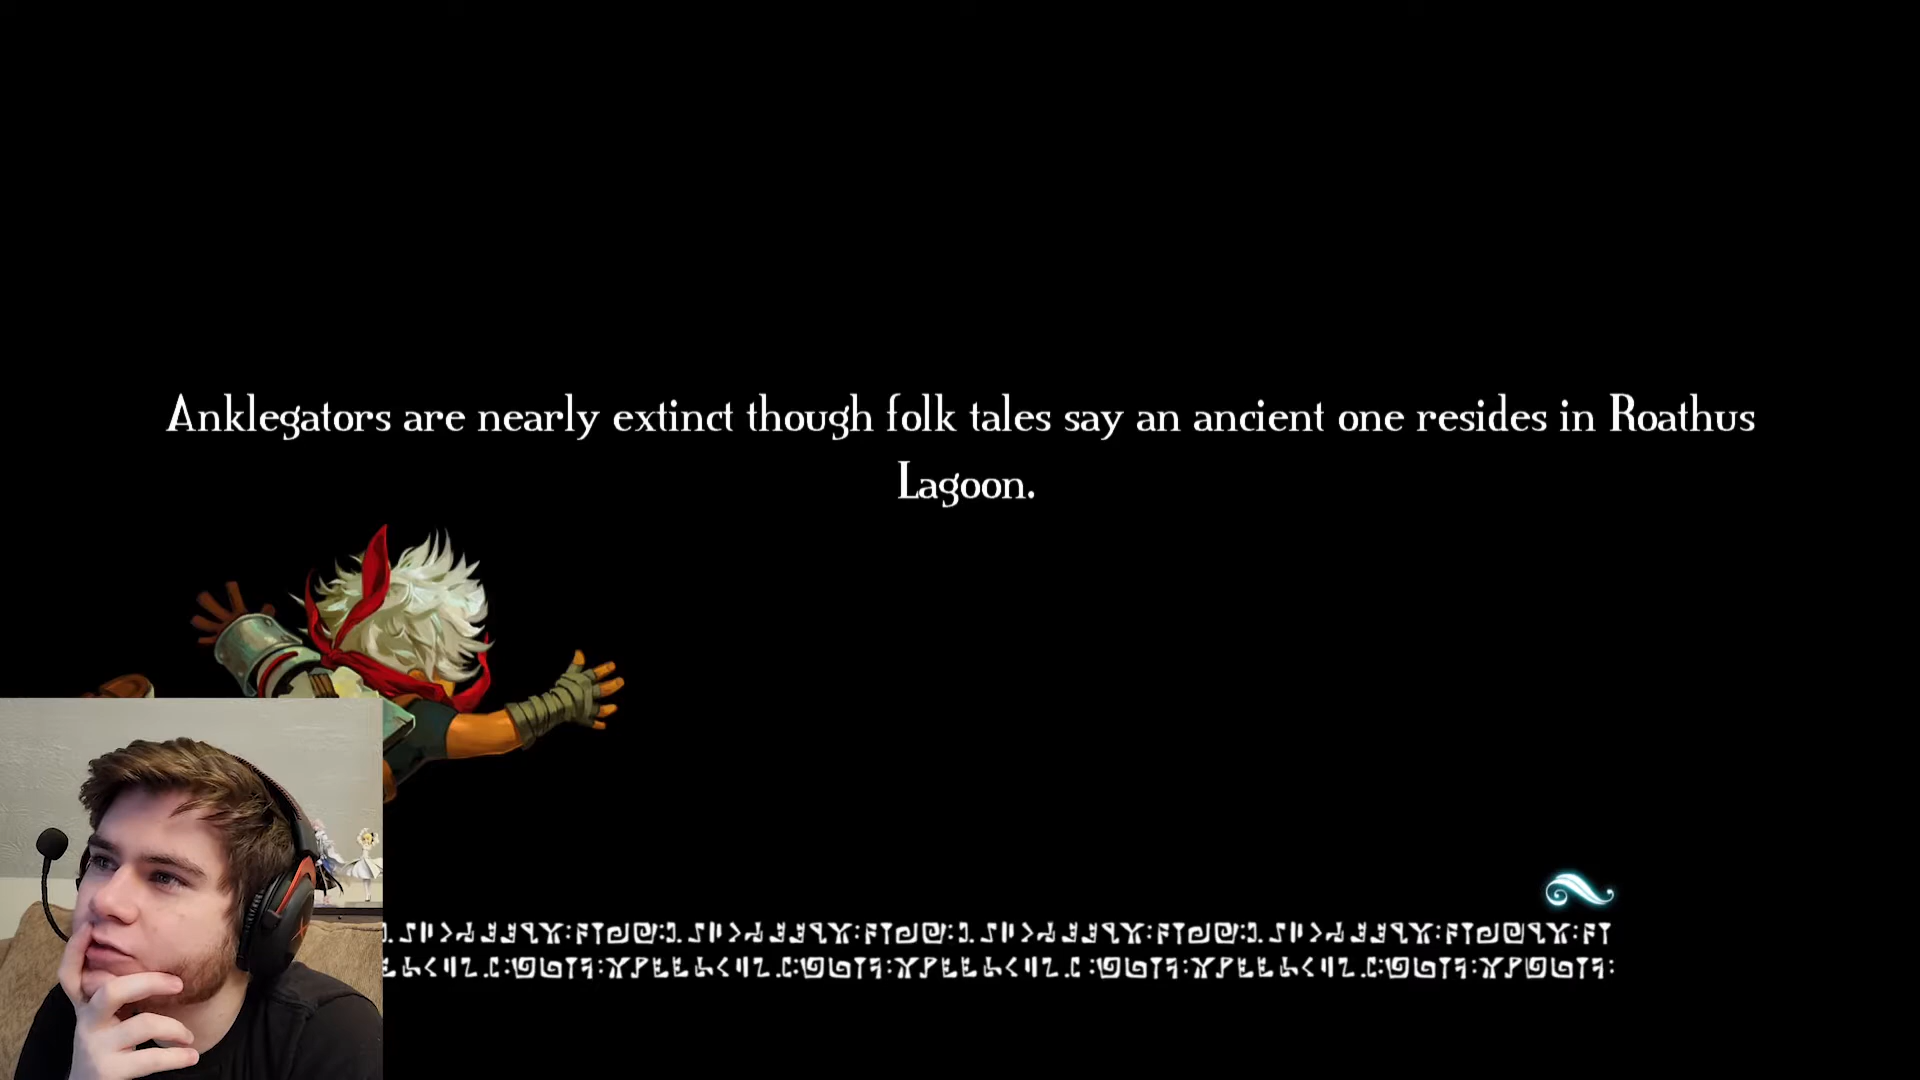 Anklegators are nearly extinct though folk tales say an ancient one resides in Roathus
Lagoon.